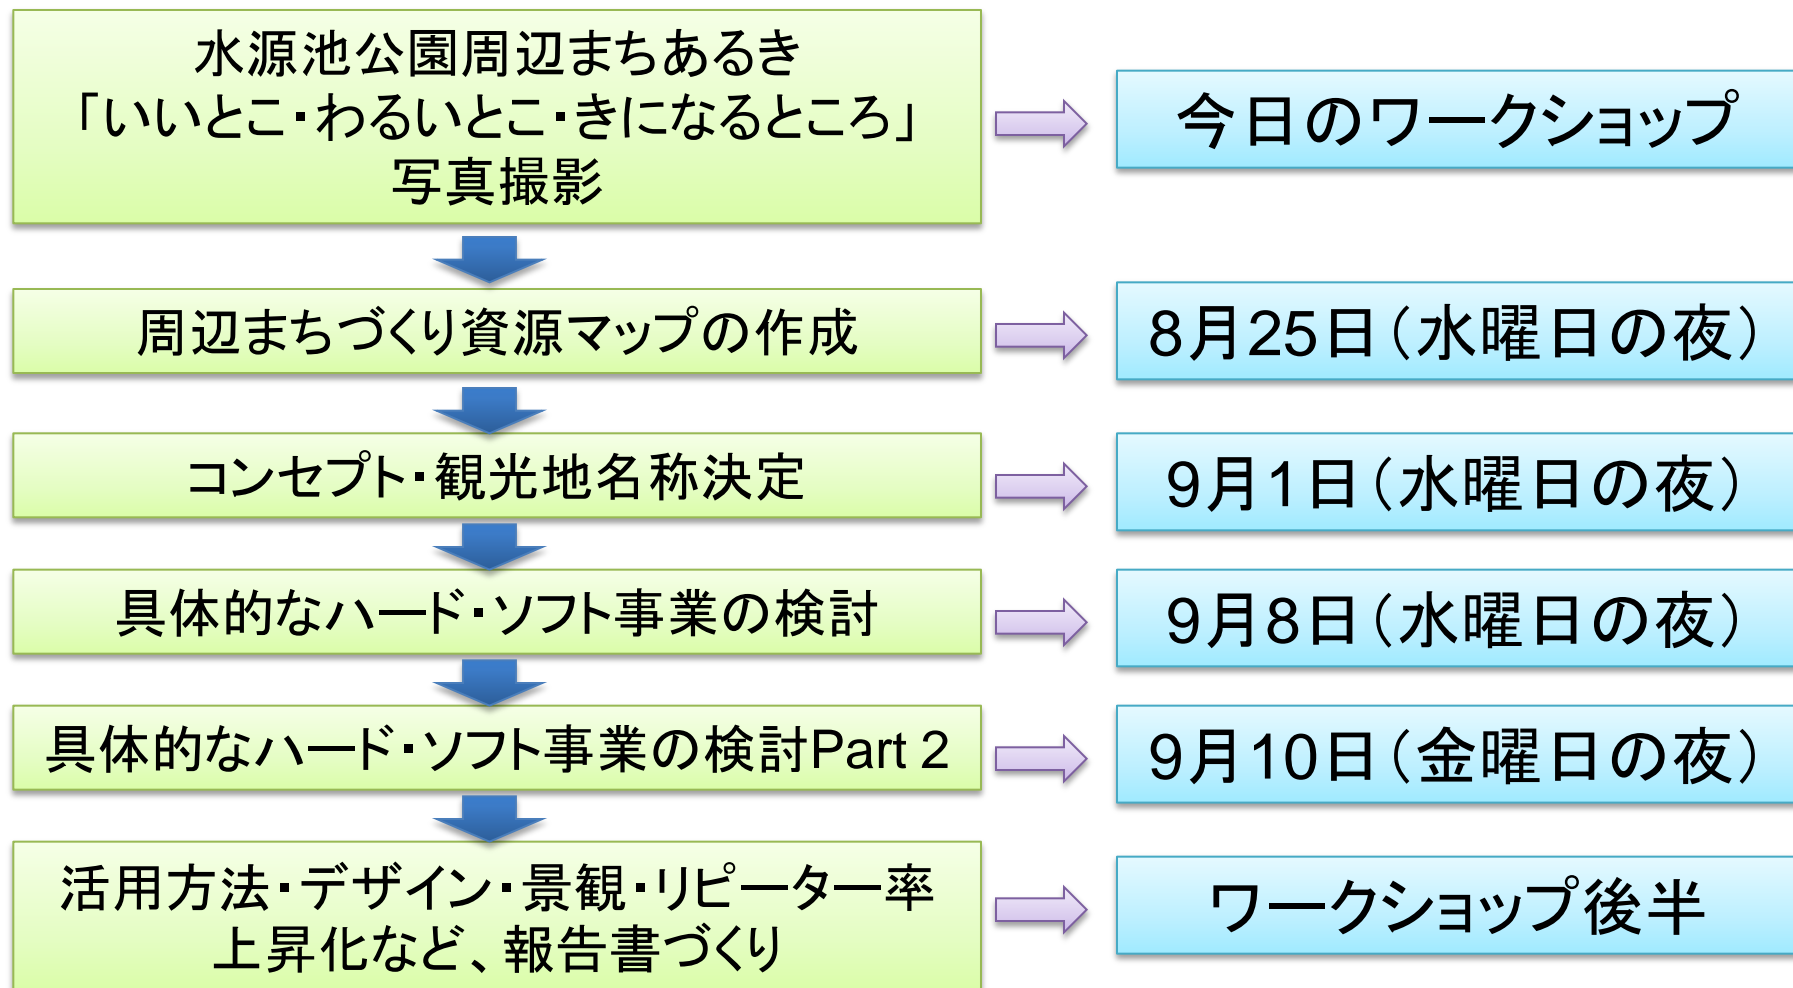 水源池公園周辺まちあるき
「いいとこ・わるいとこ・きになるところ」
写真撮影
今日のワークショップ
周辺まちづくり資源マップの作成
8月25日（水曜日の夜）
コンセプト・観光地名称決定
9月1日（水曜日の夜）
具体的なハード・ソフト事業の検討
9月8日（水曜日の夜）
具体的なハード・ソフト事業の検討Part 2
9月10日（金曜日の夜）
活用方法・デザイン・景観・リピーター率
上昇化など、報告書づくり
ワークショップ後半